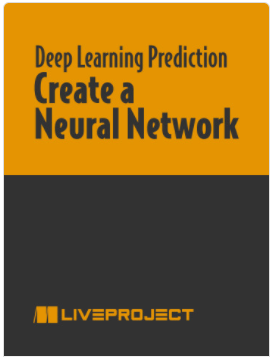 Deep Learning Prediction
Create a
Neural Network
LIVEPROJECT